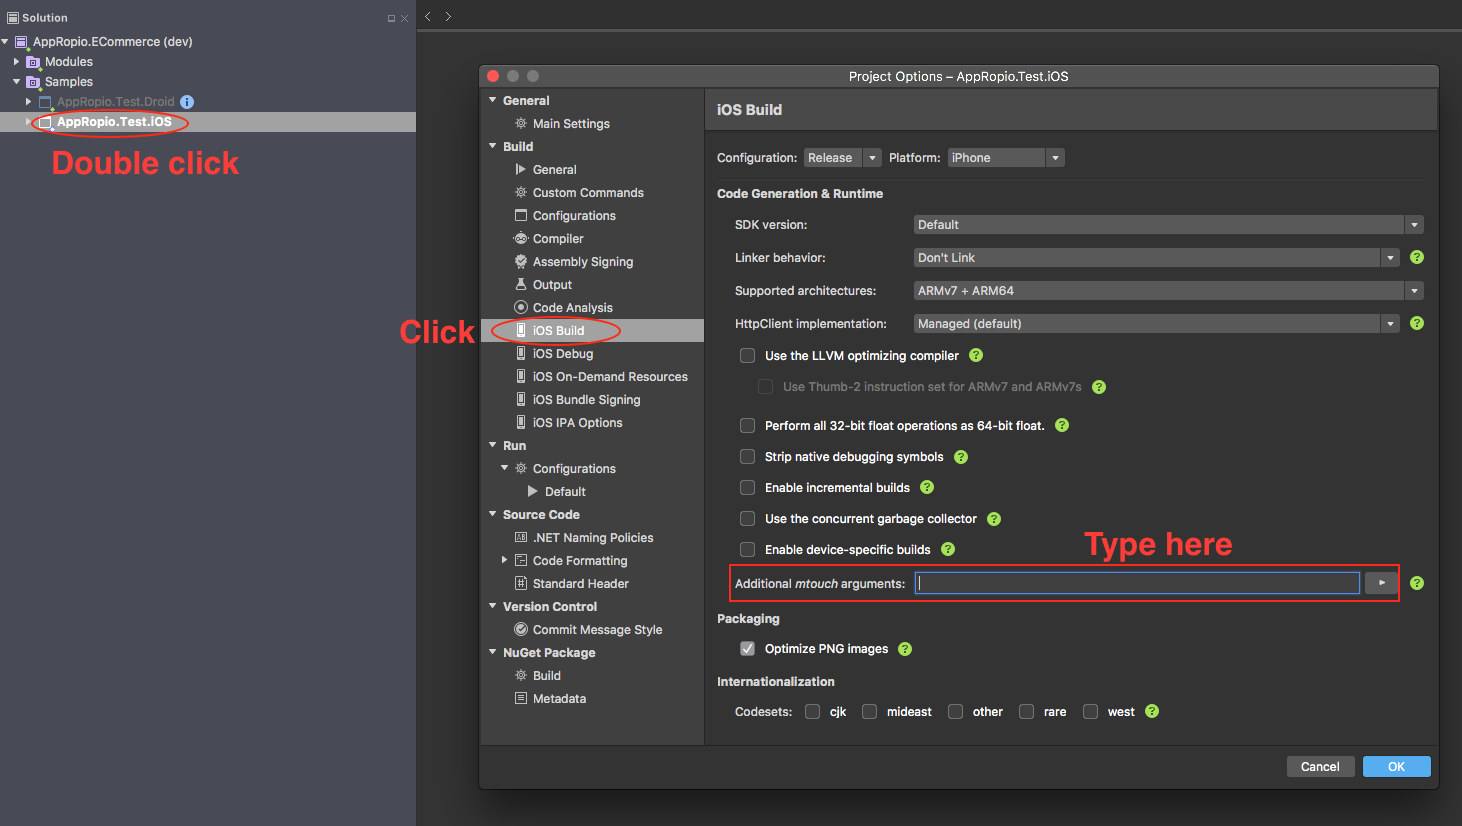 Solution
AppRopio.ECommerce (dev)
Modules
Samples
AppRopio.Test.Droid
AppRopio.Test.iOS
Double click
Project Options – AppRopio.Test.iOS
General
Main Settings
Build
General
Custom Commands
Configurations
Compiler
Assembly Signing
Output
Code Analysis
Click
iOS Build
iOS Debug
iOS On-Demand Resources
iOS Bundle Signing
iOS IPA Options
Run
Configurations
Default
Source Code
.NET Naming Policies
Code Formatting
Standard Header
Version Control
Commit Message Style
NuGet Package
Build
Metadata
iOS Build
Configuration: Release Platform: iPhone
Code Generation & Runtime
SDK version: Default
Linker behavior: Don't Link ?
Supported architectures: ARMv7 + ARM64
HttpClient implementation: Managed (default) ?
Use the LLVM optimizing compiler ?
Use Thumb-2 instruction set for ARMv7 and ARMv7s ?
Perform all 32-bit float operations as 64-bit float. ?
Strip native debugging symbols ?
Enable incremental builds ?
Use the concurrent garbage collector ?
Enable device-specific builds ?
Type here
Additional mtouch arguments: ?
Packaging
Optimize PNG images ?
Internationalization
Codesets: cjk mideast other rare west ?
Cancel OK